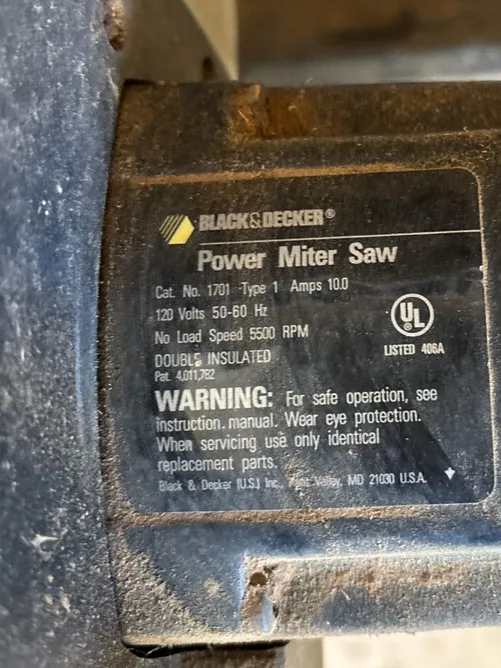 BLACK&DECKER®
Power Miter Saw
Cat. No. 1701 Type 1 Amps 10.0
120 Volts 50-60 Hz
No Load Speed 5500 RPM
DOUBLE INSULATED
Pat. 4,011,782
UL
LISTED 406A
WARNING: For safe operation, see
instruction. manual. Wear eye protection.
When servicing use only identical
replacement parts.
Black & Decker (U.S.) Inc., Valley, MD 21030 U.S.A.